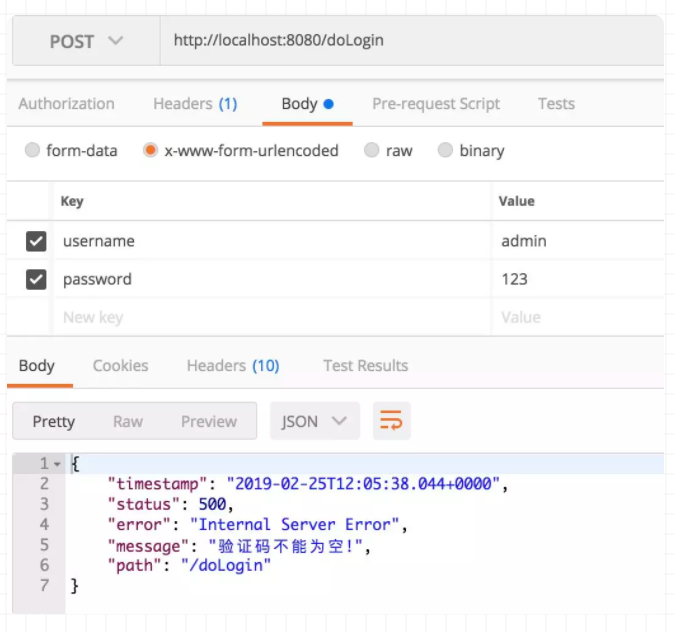 POST http://localhost:8080/doLogin
Authorization Headers (1) Body Pre-request Script Tests
form-data x-www-form-urlencoded raw binary
Key Value
username admin
password 123
New key Value
Body Cookies Headers (10) Test Results
Pretty Raw Preview JSON
1 {
2 "timestamp": "2019-02-25T12:05:38.044+0000",
3 "status": 500,
4 "error": "Internal Server Error",
5 "message": "验证码不能为空!",
6 "path": "/doLogin"
7 }